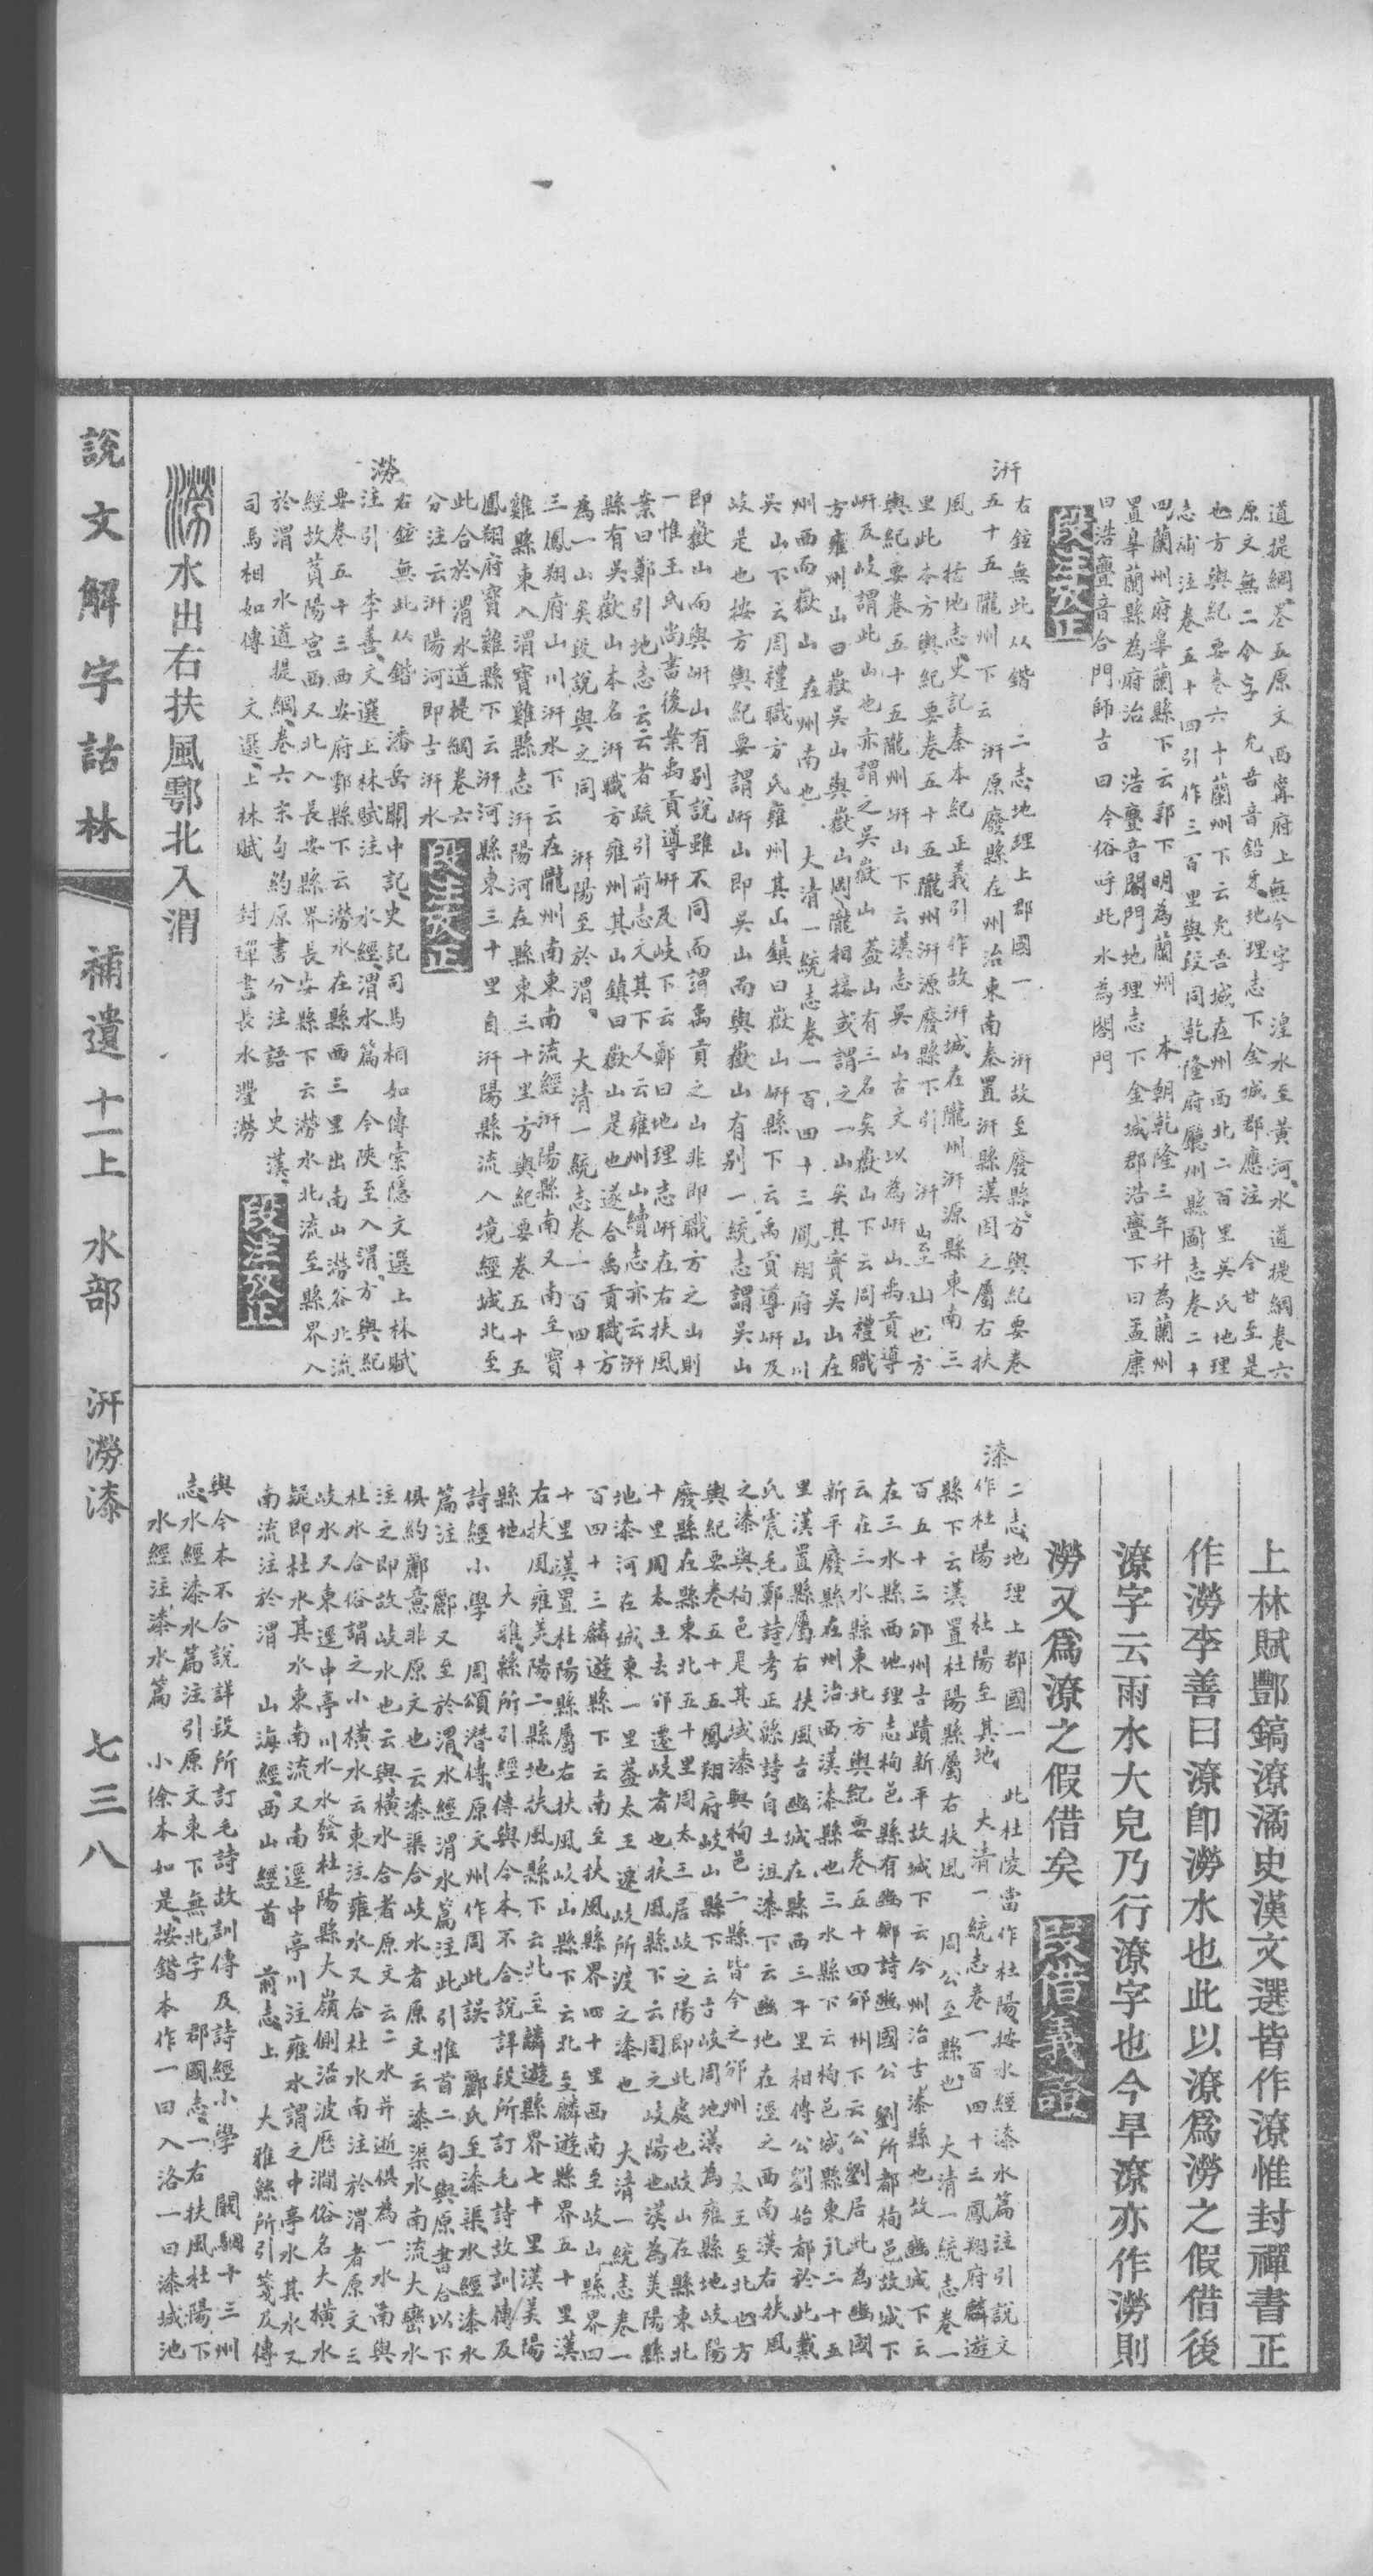 道提綱、卷五原文　西寧府上無今字　湟水至黃河、水道提綱卷六
原文無二今字　允吾音鉛牙、地理志下金城郡應注　今甘至是
也方輿紀要卷六十蘭州下云允吾城在州西北二百里吳氏地理
志補注卷五十四引作三百里與段同乾隆府廳州縣圖志卷二十
四蘭州府皋蘭縣下云郭下明為蘭州　本朝乾隆三年升為蘭州
置皋蘭縣為府治　浩亹音閤門地理志下金城郡浩亹下曰孟康
曰浩亹音合門師古曰今俗呼此水為閤門
段注攷正
汧
右鉉無此从鍇　二志、地理上郡國一　汧故至廢縣、方輿紀要卷
五十五隴州下云汧原廢縣在州治東南秦置汧縣漢因之屬右扶
風　括地志、史記秦本紀正義引作故汧城在隴州汧源縣東南三
里此本方輿紀要卷五十五隴州汧源廢縣下引　汧山至山也方
輿紀要卷五十五隴州汧山下云漢志吳山古文以為岍山禹貢導
岍及岐謂此山也亦謂之吳嶽山　蓋山有三名矣嶽山下云周禮職
方雍州山曰嶽吳山與嶽山岡隴相接或謂之一山矣其實吳山在
州西而嶽山在州南也　大清一統志卷一百四十三鳳翔府山川
吳山下云周禮職方氏雍州其山鎮曰嶽山岍縣下云禹貢導岍及
岐是也按方輿紀要謂岍山即吳山而與嶽山有別一統志謂吳山
即嶽山而與岍山有別說雖不同而謂禹貢之山非即職方之山則
一惟王氏尚書後案禹貢導岍及岐下云鄭曰地理志岍在右扶風
案曰鄭引地志云云者疏引前志文其下又云雍州山續志亦云汧
縣有吳嶽山本名汧職方雍州其山鎮曰嶽山是也遂合禹貢職方
為一山矣段說與之同　汧陽至於渭、　大清一統志卷一百四十
三鳳翔府山川汧水下云在隴州南東南流經汧陽縣南又南至寶
雞縣東入渭寶雞縣志汧陽河在縣東三十里方輿紀要卷五十五
鳳翔府寶雞縣下云汧河縣東三十里自汧陽縣流入境經城北至
此合於渭水道提綱卷六
分注云汧陽河即古汧水
段注攷正
澇
右鉉無此从鍇　潘岳關中記、史記司馬相如傳索隱文選上林賦
注引　李善、文選上林賦注　水經、渭水篇　今陝至入渭、方輿紀
要卷五十三西安府鄠縣下云澇水在縣西三里出南山澇谷北流
經故萯陽宮西又北入長安縣界長安縣下云澇水北流至縣界入
於渭　水道提綱、卷六宗句約原書分注語　史漢、
司馬相如傳　文選、上林賦　封禪書長水灃澇
段注攷正
澇水出右扶風鄠北入渭
上林賦酆鎬潦潏史漢文選皆作潦惟封禪書正
作澇李善曰潦卽澇水也此以潦爲澇之假借後
潦字云雨水大皃乃行潦字也今旱潦亦作澇則
澇又爲潦之假借矣
段借義證
漆
二志、地理上郡國一　此杜陵當作杜陽、按水經漆水篇注引說文
作杜陽　杜陽至其地　大清一統志卷一百四十三鳳翔府麟遊
縣下云漢置杜陽縣屬右扶風　周公至縣也　大清一統志卷一
百五十三邠州古蹟新平故城下云今州治古漆縣也故豳城下云
在三水縣西地理志栒邑縣有豳鄉詩豳國公劉所都栒邑故城下
云在三水縣東北方輿紀要卷五十四邠州下云公劉居此為豳國
新平廢縣在州治西漢漆縣也三水縣下云栒邑城縣東北二十五
里漢置縣屬右扶風古豳城在縣西三十里相傳公劉始都於此戴
氏震毛鄭詩考正緜詩自土沮漆下云豳地在涇之西南漢右扶風
之漆與栒邑是其域漆與栒邑二縣皆今之邠州　太王至北也方
輿紀要卷五十五鳳翔府岐山縣下云古岐周地漢為雍縣地岐陽
廢縣在縣東北五十里周太王居岐之陽即此處也岐山在縣東北
十里周本王去邠遷岐者也扶風縣下云周之岐陽也漢為美陽縣
地漆河在城東一里蓋太王遷岐所渡之漆也　大清一統志卷一
百四十三麟遊縣下云南至扶風縣界四十里西南至岐山縣界四
十里漢置杜陽縣屬右扶風岐山縣下云北至麟遊縣界五十里漢
右扶風雍美陽二縣地扶風縣下云北至麟遊縣界七十里漢美陽
縣地　大雅、緜所引經傳與今本不合說詳段所訂毛詩故訓傳及
詩經小學　周頌、潛傳原文州作周此誤　酈氏至漆渠、水經漆水
篇注　酈又至於渭、水經渭水篇注此引惟首二句與原書合以下
俱約酈意非原文也云漆渠合岐水者原文云漆渠水南流大巒水
注之即故岐水也云與橫水合者原文云二水并逝俱為一水南與
杜水合俗謂之小橫水云東注雍水又合杜水南注於渭者原文三
岐水又東逕中亭川水水發杜陽縣大嶺側沿波歷澗俗名大橫水
疑即杜水其水東南流又南逕中亭川注雍水謂之中亭水其水又
南流注於渭　山海經、西山經首　前志、上　大雅緜所引箋及傳
與今本不合說詳段所訂毛詩故訓傳及詩經小學　闞駰十三州
志、水經漆水篇注引原文東下無北字　郡國志、一右扶風杜陽下
水經注、漆水篇　小徐本如是、按鍇本作一曰入洛一曰漆城池
說文解字詁林
補遺　十一上　水部　汧澇漆
七三八